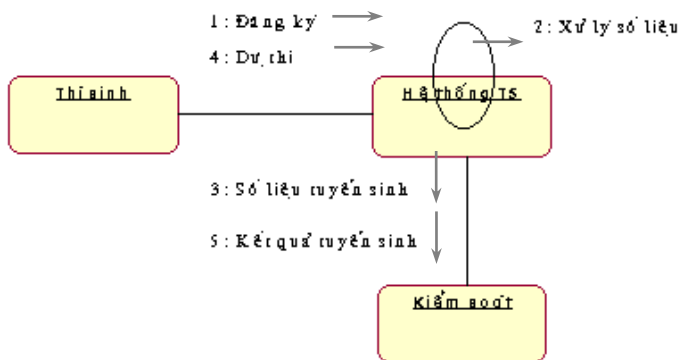 1 : Đăng ký
2 : Xử lý số liệu
4 : Dự thi
Thí sinh
Hệ thống TS
3 : Số liệu tuyển sinh
5 : Kết quả tuyển sinh
Kiểm soát